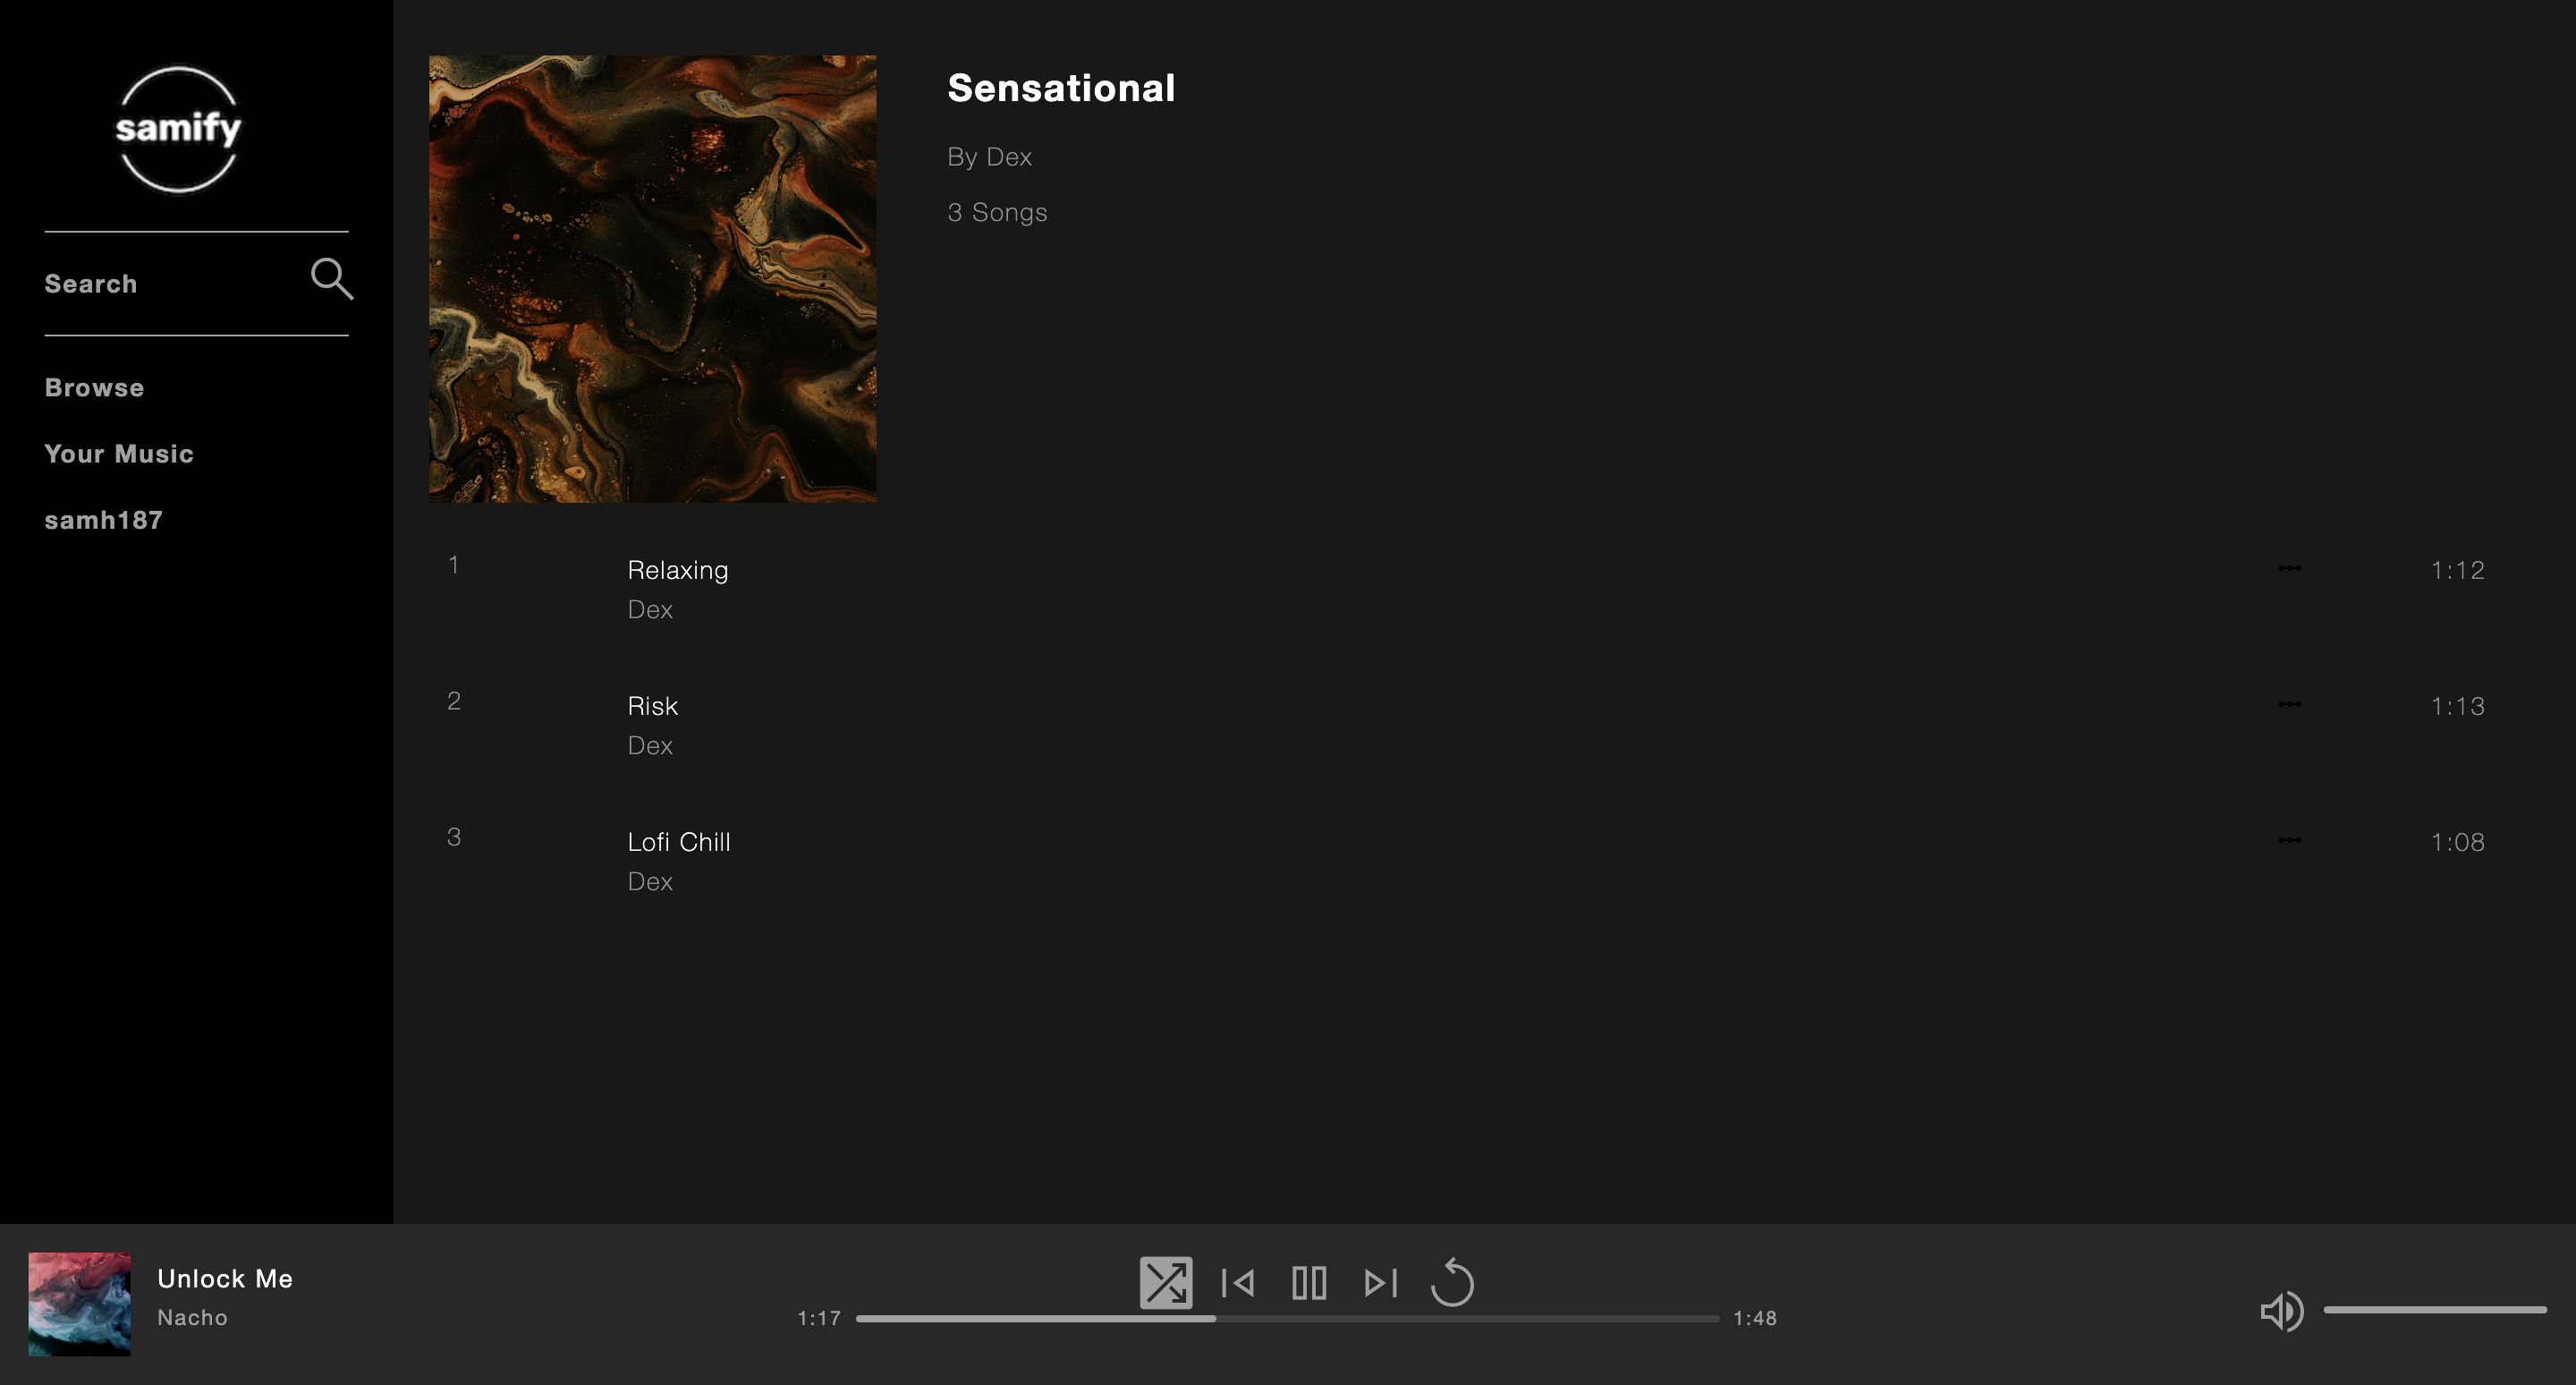 samify
Search
Browse
Your Music
samh187
Sensational
By Dex
3 Songs
1
Relaxing
Dex
1:12
2
Risk
Dex
1:13
3
Lofi Chill
Dex
1:08
Unlock Me
Nacho
1:17
1:48